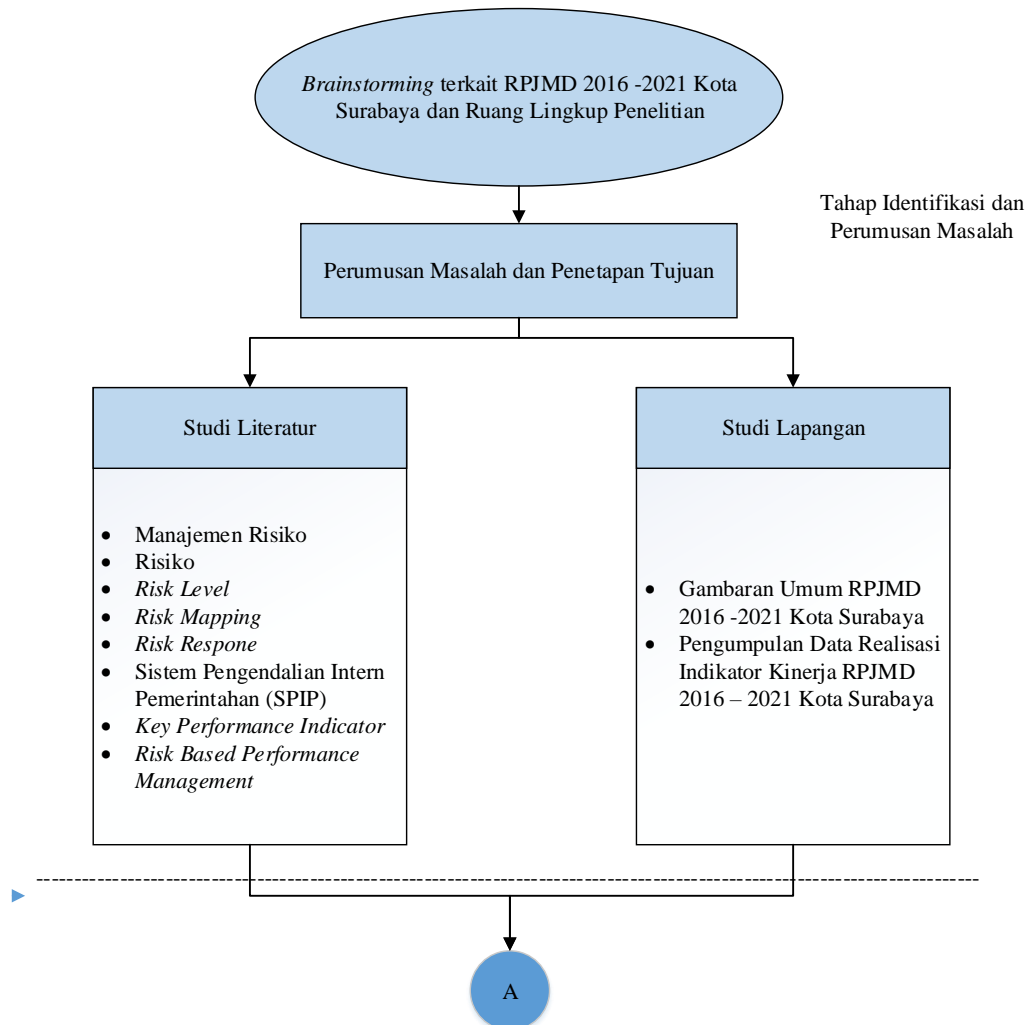 Brainstorming terkait RPJMD 2016 -2021 Kota
Surabaya dan Ruang Lingkup Penelitian
Tahap Identifikasi dan
Perumusan Masalah
Perumusan Masalah dan Penetapan Tujuan
Studi Literatur
• Manajemen Risiko
• Risiko
• Risk Level
• Risk Mapping
• Risk Respone
• Sistem Pengendalian Intern
Pemerintahan (SPIP)
• Key Performance Indicator
• Risk Based Performance
Management
Studi Lapangan
• Gambaran Umum RPJMD
2016 -2021 Kota Surabaya
• Pengumpulan Data Realisasi
Indikator Kinerja RPJMD
2016 – 2021 Kota Surabaya
A